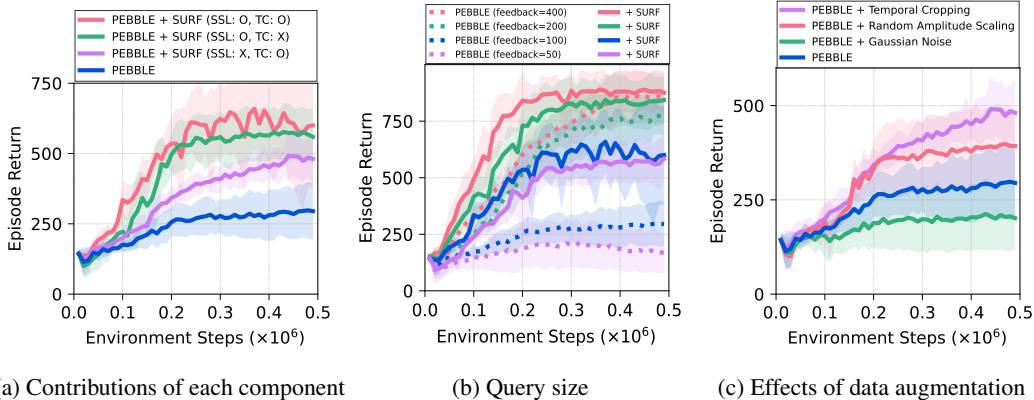 PEBBLE + SURF (SSL: O, TC: O)
PEBBLE + SURF (SSL: O, TC: X)
PEBBLE + SURF (SSL: X, TC: O)
PEBBLE
750
500
250
0
Episode Return
0.0 0.1 0.2 0.3 0.4 0.5
Environment Steps (×10⁶)
a) Contributions of each component
PEBBLE (feedback=400) + SURF
PEBBLE (feedback=200) + SURF
PEBBLE (feedback=100) + SURF
PEBBLE (feedback=50) + SURF
750
500
250
0
Episode Return
0.0 0.1 0.2 0.3 0.4 0.5
Environment Steps (×10⁶)
(b) Query size
PEBBLE + Temporal Cropping
PEBBLE + Random Amplitude Scaling
PEBBLE + Gaussian Noise
PEBBLE
500
250
0
Episode Return
0.0 0.1 0.2 0.3 0.4 0.5
Environment Steps (×10⁶)
(c) Effects of data augmentation